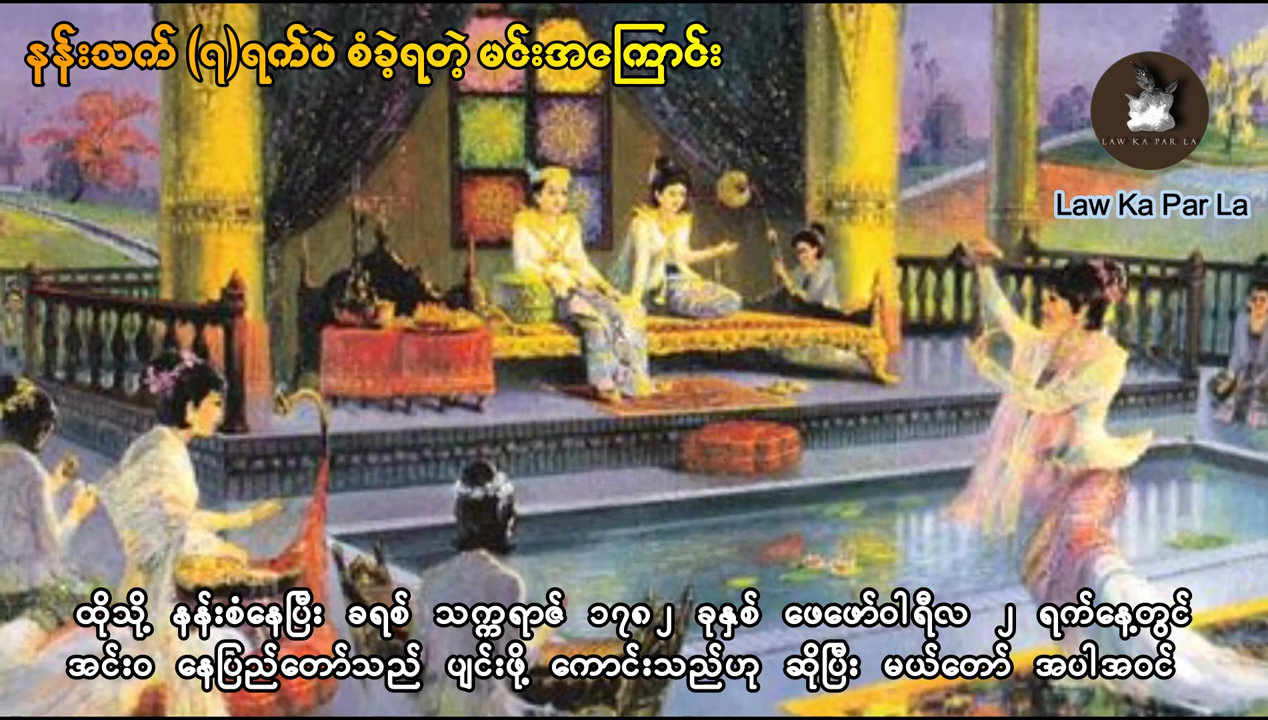 နန်းသက် (၇)ရက်ပဲ စံခဲ့ရတဲ့ မင်းအကြောင်း
LAW KA PAR LA
Law Ka Par La
ထိုသို့ နန်းစံနေပြီး ခရစ် သက္ကရာဇ် ၁၇၈၂ ခုနှစ် ဖေဖော်ဝါရီလ ၂ ရက်နေ့တွင်
အင်းဝ နေပြည်တော်သည် ပျင်းဖို့ ကောင်းသည်ဟု ဆိုပြီး မယ်တော် အပါအဝင်